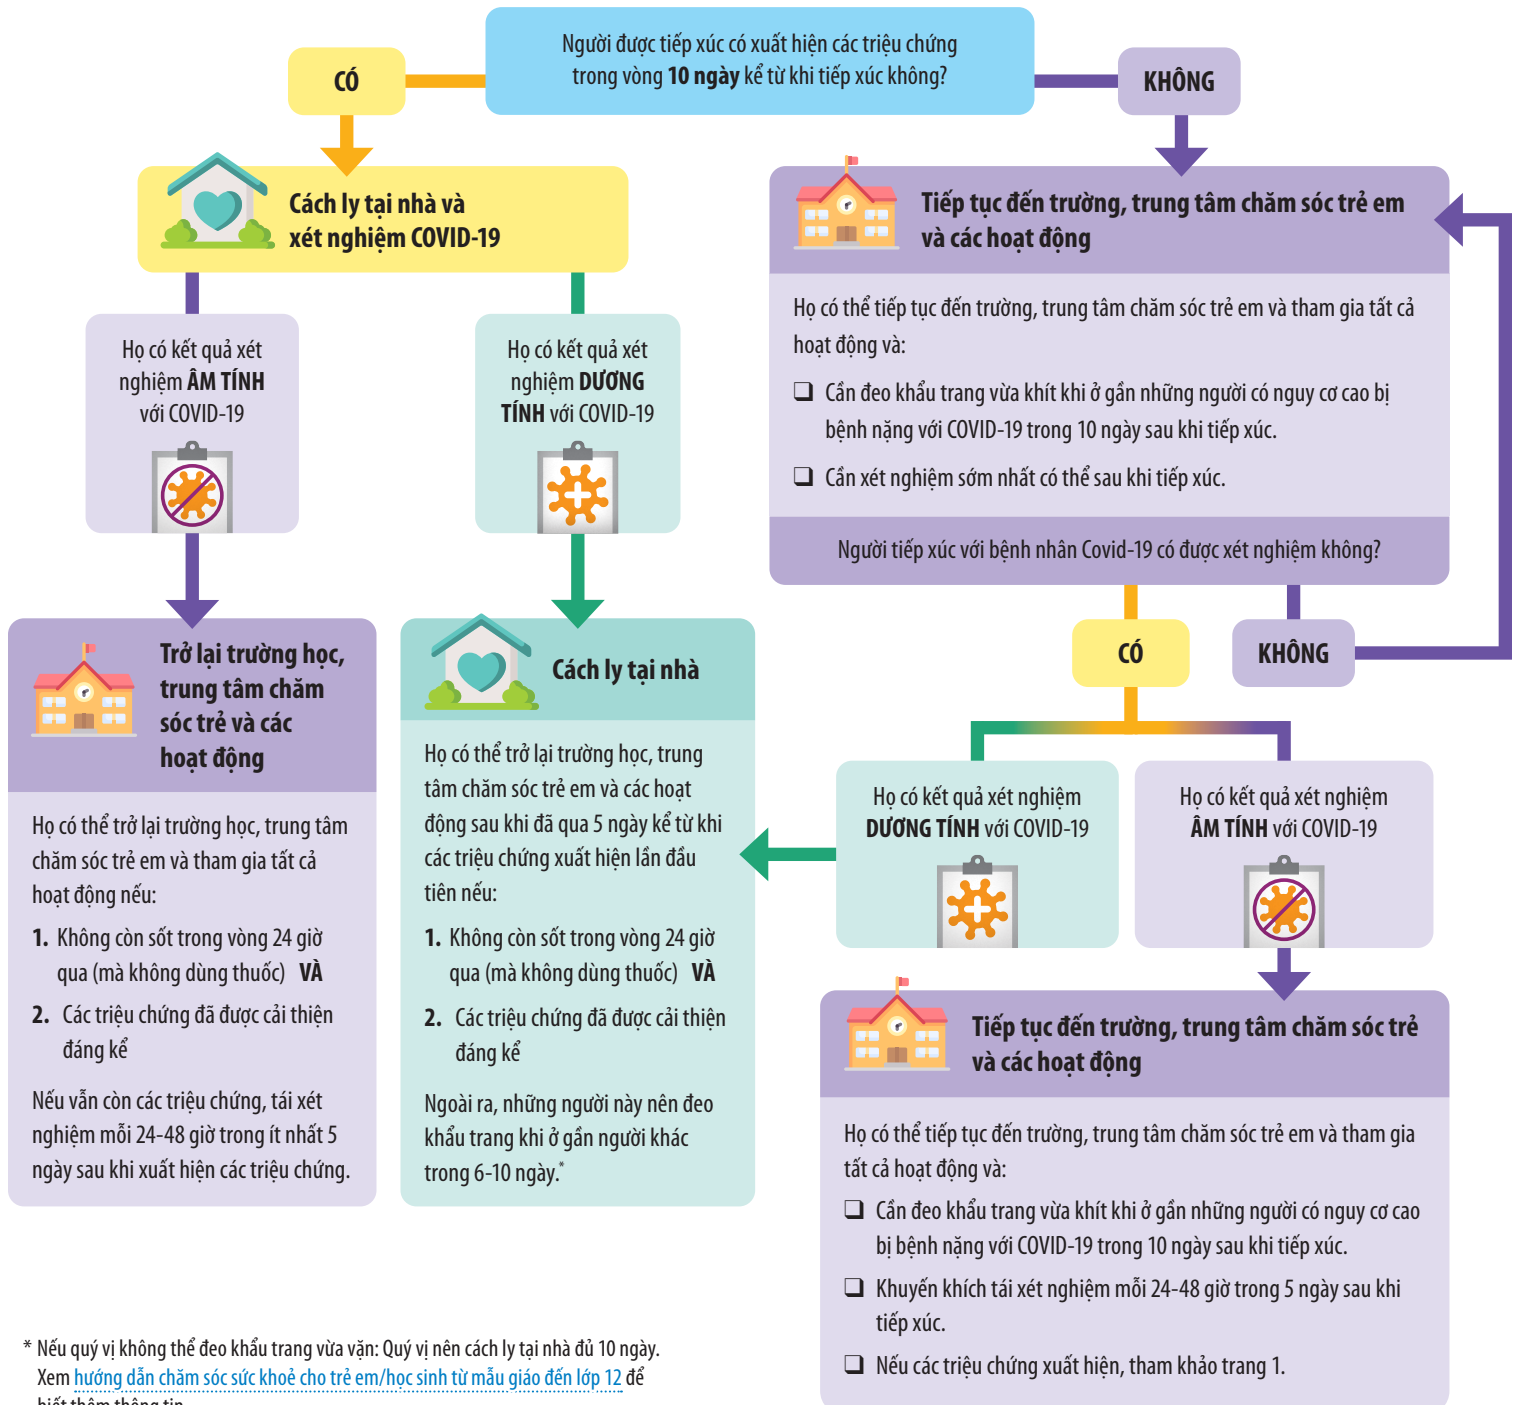 Người được tiếp xúc có xuất hiện các triệu chứng
trong vòng 10 ngày kể từ khi tiếp xúc không?
CÓ
KHÔNG
Cách ly tại nhà và
xét nghiệm COVID-19
Họ có kết quả xét
nghiệm ÂM TÍNH
với COVID-19
Họ có kết quả xét
nghiệm DƯƠNG
TÍNH với COVID-19
Tiếp tục đến trường, trung tâm chăm sóc trẻ em
và các hoạt động
Họ có thể tiếp tục đến trường, trung tâm chăm sóc trẻ em và tham gia tất cả
hoạt động và:
❑ Cần đeo khẩu trang vừa khít khi ở gần những người có nguy cơ cao bị
bệnh nặng với COVID-19 trong 10 ngày sau khi tiếp xúc.
❑ Cần xét nghiệm sớm nhất có thể sau khi tiếp xúc.
Người tiếp xúc với bệnh nhân Covid-19 có được xét nghiệm không?
CÓ
KHÔNG
Trở lại trường học,
trung tâm chăm
sóc trẻ và các
hoạt động
Họ có thể trở lại trường học, trung tâm
chăm sóc trẻ em và tham gia tất cả
hoạt động nếu:
1. Không còn sốt trong vòng 24 giờ
qua (mà không dùng thuốc) VÀ
2. Các triệu chứng đã được cải thiện
đáng kể
Nếu vẫn còn các triệu chứng, tái xét
nghiệm mỗi 24-48 giờ trong ít nhất 5
ngày sau khi xuất hiện các triệu chứng.
Cách ly tại nhà
Họ có thể trở lại trường học, trung
tâm chăm sóc trẻ em và các hoạt
động sau khi đã qua 5 ngày kể từ khi
các triệu chứng xuất hiện lần đầu
tiên nếu:
1. Không còn sốt trong vòng 24 giờ
qua (mà không dùng thuốc) VÀ
2. Các triệu chứng đã được cải thiện
đáng kể
Ngoài ra, những người này nên đeo
khẩu trang khi ở gần người khác
trong 6-10 ngày.*
Họ có kết quả xét nghiệm
DƯƠNG TÍNH với COVID-19
Họ có kết quả xét nghiệm
ÂM TÍNH với COVID-19
Tiếp tục đến trường, trung tâm chăm sóc trẻ
và các hoạt động
Họ có thể tiếp tục đến trường, trung tâm chăm sóc trẻ em và tham gia
tất cả hoạt động và:
❑ Cần đeo khẩu trang vừa khít khi ở gần những người có nguy cơ cao
bị bệnh nặng với COVID-19 trong 10 ngày sau khi tiếp xúc.
❑ Khuyến khích tái xét nghiệm mỗi 24-48 giờ trong 5 ngày sau khi
tiếp xúc.
❑ Nếu các triệu chứng xuất hiện, tham khảo trang 1.
* Nếu quý vị không thể đeo khẩu trang vừa vặn: Quý vị nên cách ly tại nhà đủ 10 ngày.
Xem hướng dẫn chăm sóc sức khoẻ cho trẻ em/học sinh từ mẫu giáo đến lớp 12 để
biết thêm thông tin